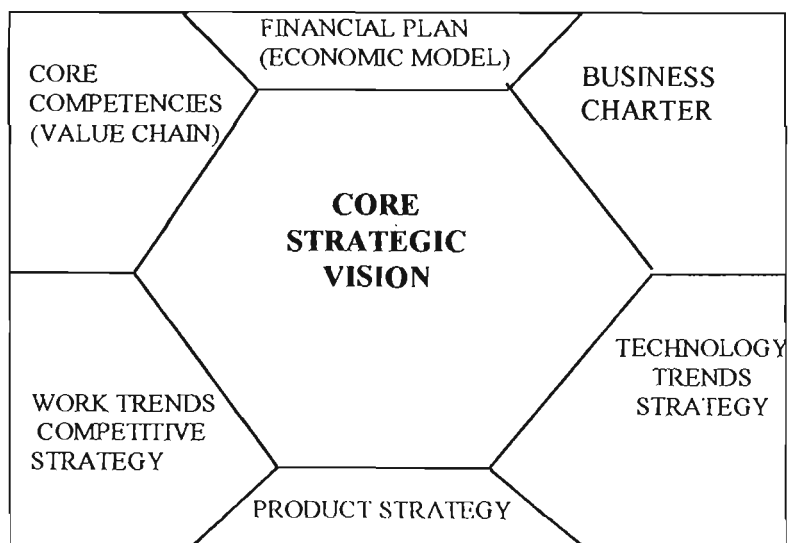 FINANCIAL PLAN
(ECONOMIC MODEL)
CORE
COMPETENCIES
(VALUE CHAIN)
BUSINESS
CHARTER
CORE
STRATEGIC
VISION
TECHNOLOGY
TRENDS
STRATEGY
WORK TRENDS
COMPETITIVE
STRATEGY
PRODUCT STRATEGY